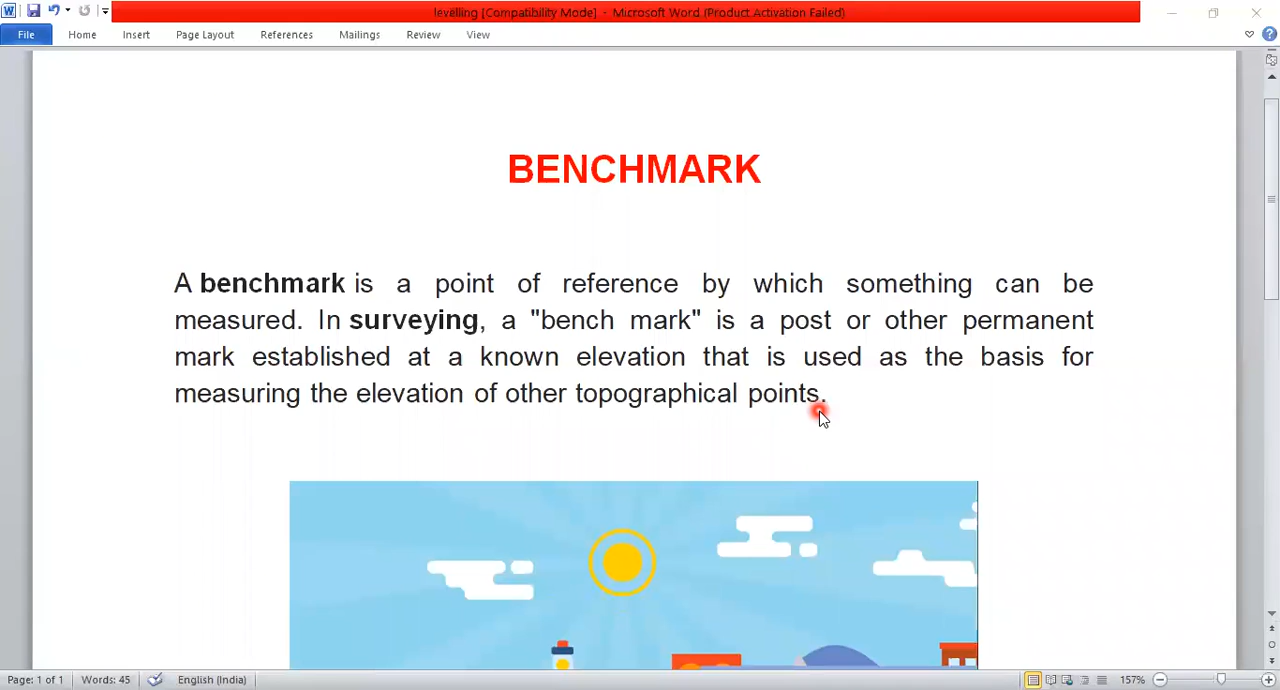 levelling [Compatibility Mode] - Microsoft Word (Product Activation Failed)
File Home Insert Page Layout References Mailings Review View
BENCHMARK
A benchmark is a point of reference by which something can be
measured. In surveying, a "bench mark" is a post or other permanent
mark established at a known elevation that is used as the basis for
measuring the elevation of other topographical points.
Page: 1 of 1 Words: 45 English (India) 157%